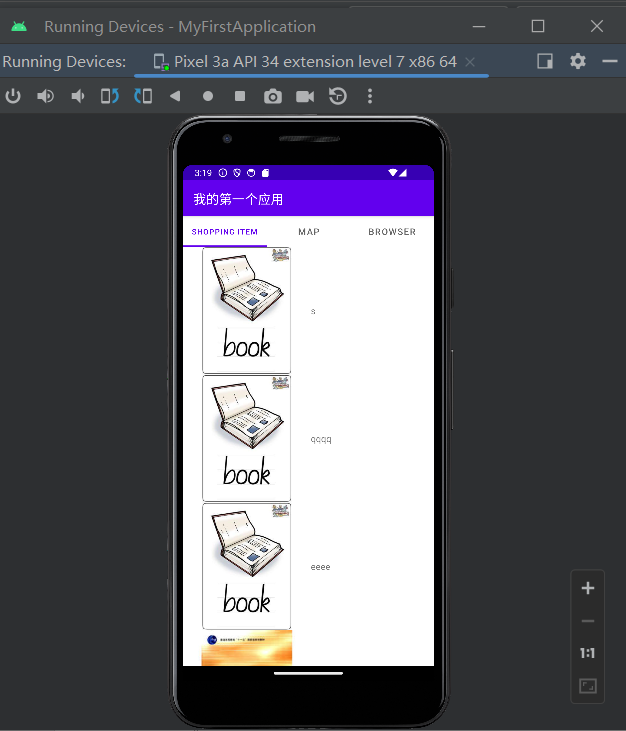 Running Devices - MyFirstApplication
Running Devices:
Pixel 3a API 34 extension level 7 x86 64
3:19
我的第一个应用
SHOPPING ITEM
MAP
BROWSER
book
s
book
qqqq
book
eeee
1:1